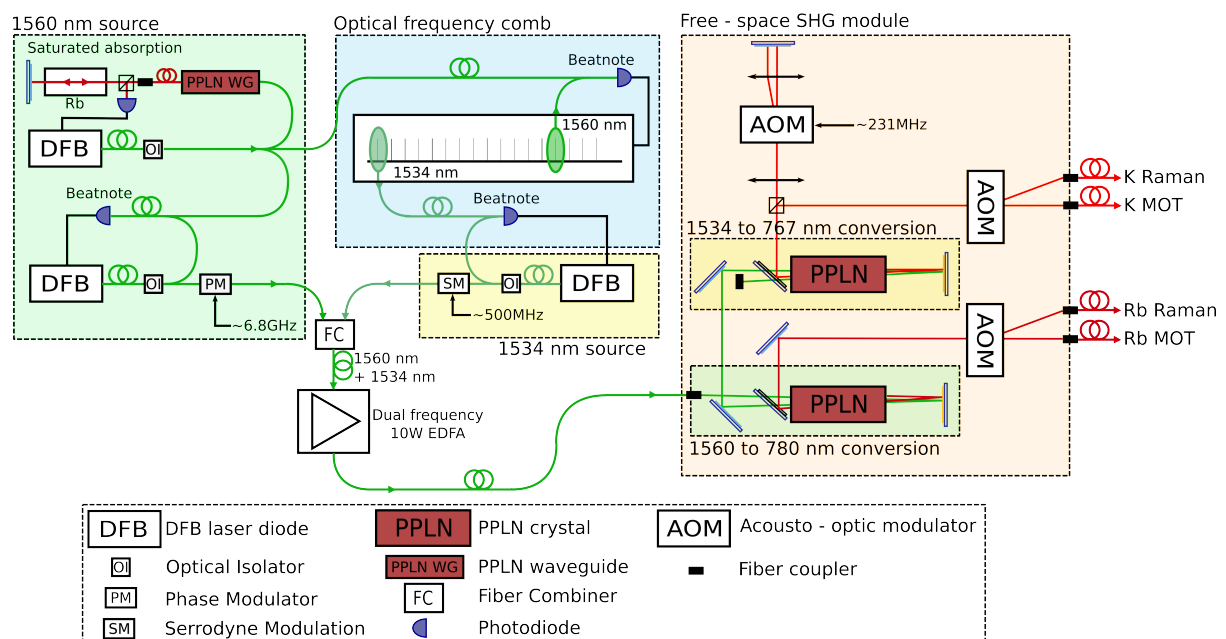 1560 nm source
Saturated absorption
Rb
PPLN WG
DFB
OI
Beatnote
DFB
OI
PM
~6.8GHz
Optical frequency comb
Beatnote
1560 nm
1534 nm
Beatnote
SM
OI
DFB
~500MHz
1534 nm source
FC
1560 nm
+ 1534 nm
Dual frequency
10W EDFA
Free - space SHG module
AOM
~231MHz
AOM
K Raman
K MOT
1534 to 767 nm conversion
PPLN
AOM
Rb Raman
Rb MOT
PPLN
1560 to 780 nm conversion
DFB
DFB laser diode
PPLN
PPLN crystal
AOM
Acousto - optic modulator
OI
Optical Isolator
PPLN WG
PPLN waveguide
Fiber coupler
PM
Phase Modulator
FC
Fiber Combiner
SM
Serrodyne Modulation
Photodiode